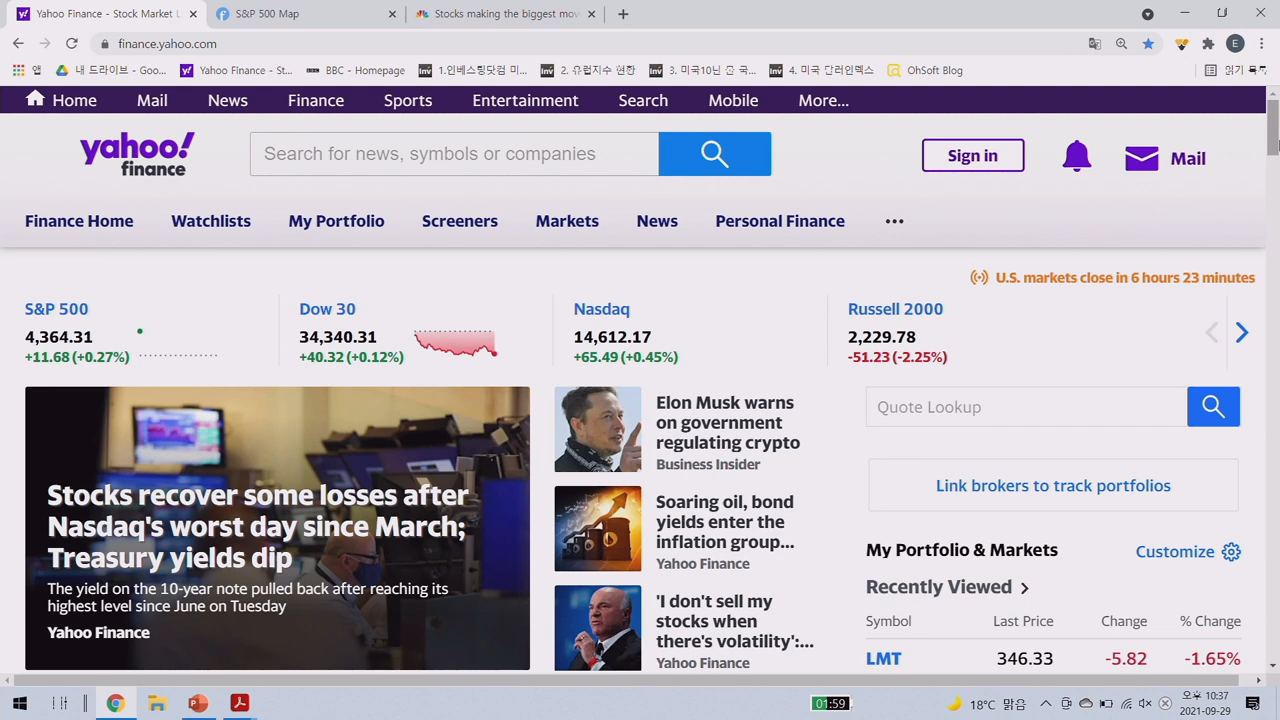 Yahoo Finance - Stock Market L
S&P 500 Map
Stocks making the biggest mov
finance.yahoo.com
E
앱
내 드라이브 - Goo...
Yahoo Finance - St...
BBC - Homepage
1.인베스팅닷컴 미...
2. 유럽지수 현황
3. 미국10년 준 국...
4. 미국 달러인덱스
OhSoft Blog
읽기 목록
Home
Mail
News
Finance
Sports
Entertainment
Search
Mobile
More...
yahoo!
finance
Search for news, symbols or companies
Sign in
Mail
Finance Home
Watchlists
My Portfolio
Screeners
Markets
News
Personal Finance
•••
U.S. markets close in 6 hours 23 minutes
S&P 500
4,364.31
+11.68 (+0.27%)
Dow 30
34,340.31
+40.32 (+0.12%)
Nasdaq
14,612.17
+65.49 (+0.45%)
Russell 2000
2,229.78
-51.23 (-2.25%)
Stocks recover some losses after
Nasdaq's worst day since March;
Treasury yields dip
The yield on the 10-year note pulled back after reaching its
highest level since June on Tuesday
Yahoo Finance
Elon Musk warns
on government
regulating crypto
Business Insider
Soaring oil, bond
yields enter the
inflation group...
Yahoo Finance
'I don't sell my
stocks when
there's volatility':...
Yahoo Finance
Quote Lookup
Link brokers to track portfolios
My Portfolio & Markets
Customize
Recently Viewed
Symbol
Last Price
Change
% Change
LMT
346.33
-5.82
-1.65%
01:59
18°C 맑음
오후 10:37
2021-09-29